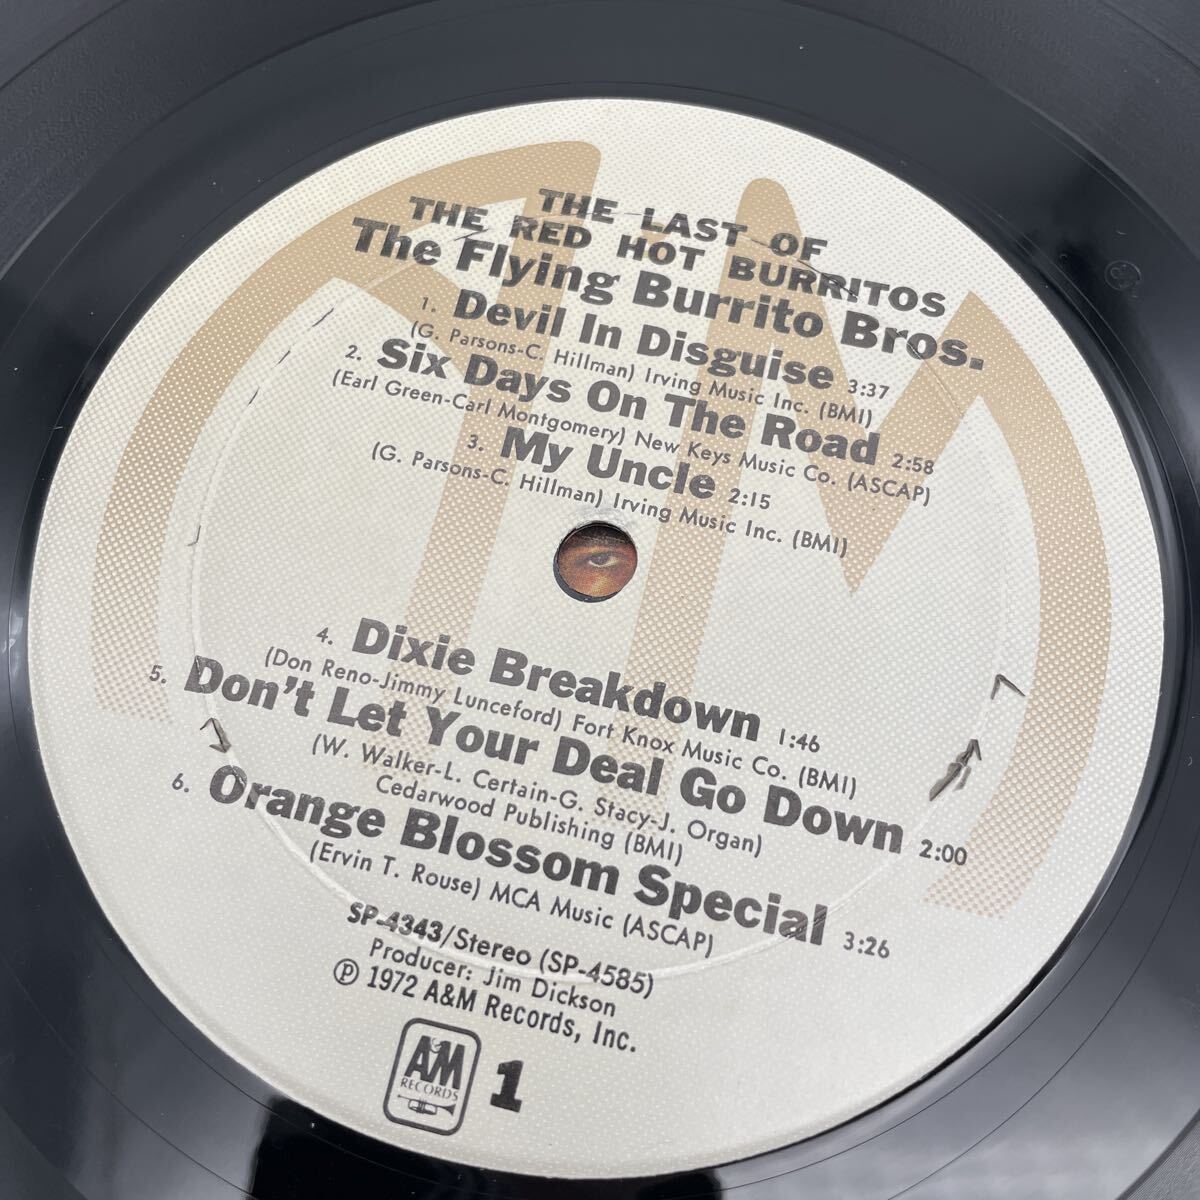 THE LAST OF
THE RED HOT BURRITOS
The Flying Burrito Bros.
1. Devil In Disguise 3:37
(G. Parsons-C. Hillman) Irving Music Inc. (BMI)
2. Six Days On The Road 2:58
(Earl Green-Carl Montgomery) New Keys Music Co. (ASCAP)
3. My Uncle 2:15
(G. Parsons-C. Hillman) Irving Music Inc. (BMI)
4. Dixie Breakdown 1:46
(Don Reno-Jimmy Lunceford) Fort Knox Music Co. (BMI)
5. Don't Let Your Deal Go Down 2:00
(W. Walker-L. Certain-G. Stacy-J. Organ)
Cedarwood Publishing (BMI)
6. Orange Blossom Special 3:26
(Ervin T. Rouse) MCA Music (ASCAP)
SP-4343/Stereo (SP-4585)
Producer: Jim Dickson
℗ 1972 A&M Records, Inc.
A&M
RECORDS
1